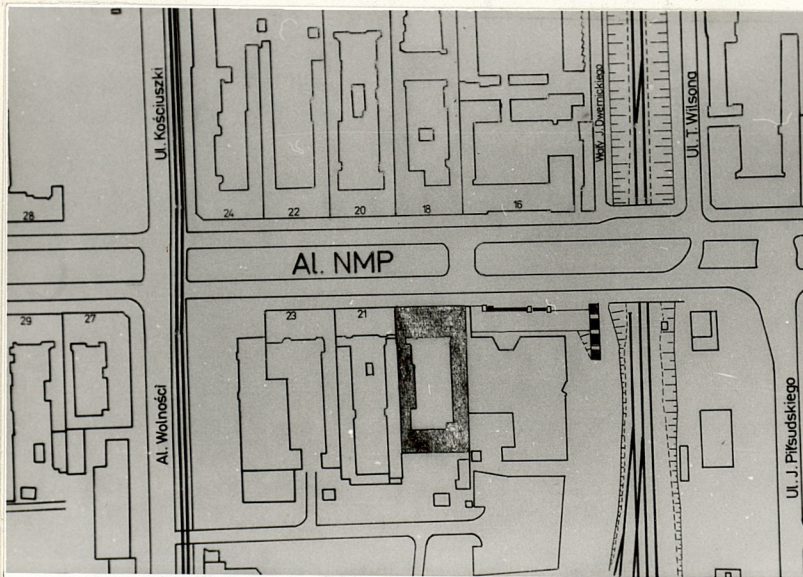 Ul. Kościuszki
Wały J. Dwernickiego
Ul. T. Wilsona
28
24
22
20
18
16
Al. NMP
29
27
23
21
Al. Wolności
Ul. J. Piłsudskiego